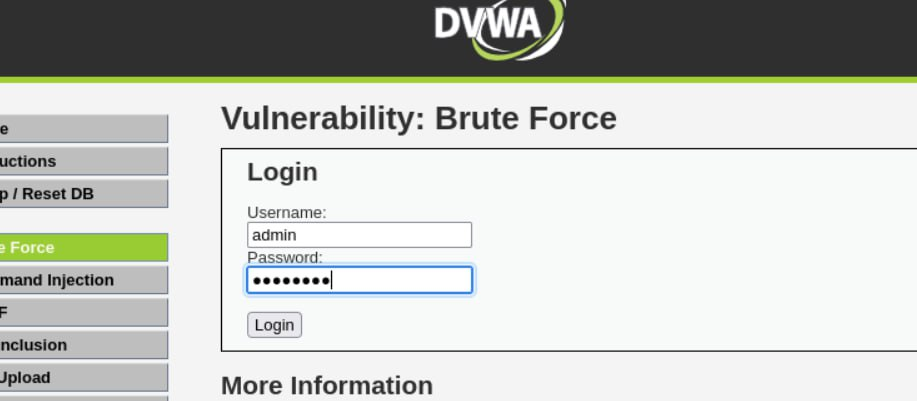 DVWA
Vulnerability: Brute Force
e
uctions
p / Reset DB
e Force
mand Injection
F
nclusion
Upload
Login
Username:
admin
Password:
••••••••
Login
More Information